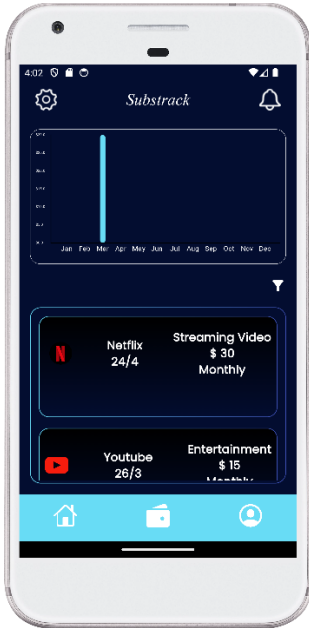 4:02
Substrack
Jan Feb Mar Apr May Jun Jul Aug Sep Oct Nov Dec
Netflix
24/4
Streaming Video
$ 30
Monthly
Youtube
26/3
Entertainment
$ 15
Monthly